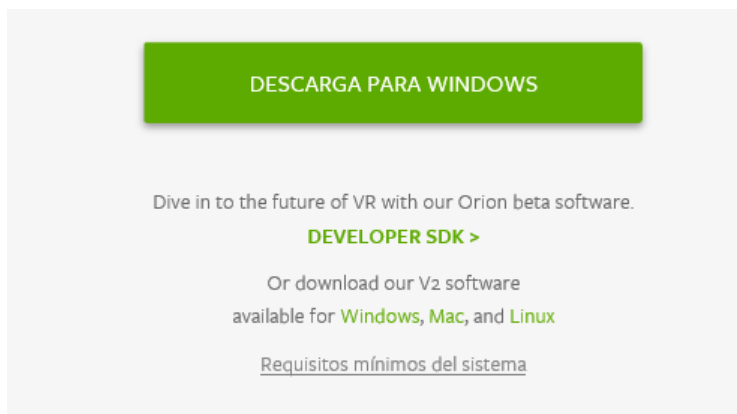 DESCARGA PARA WINDOWS
Dive in to the future of VR with our Orion beta software.
DEVELOPER SDK >
Or download our V2 software
available for Windows, Mac, and Linux
Requisitos mínimos del sistema